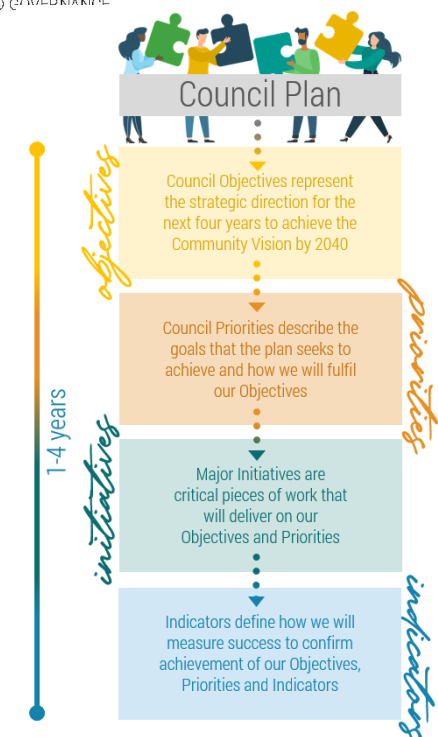 GOVERNANCE
Council Plan
objectives
Council Objectives represent
the strategic direction for the
next four years to achieve the
Community Vision by 2040
priorities
Council Priorities describe the
goals that the plan seeks to
achieve and how we will fulfil
our Objectives
1-4 years
initiatives
Major Initiatives are
critical pieces of work that
will deliver on our
Objectives and Priorities
indicators
Indicators define how we will
measure success to confirm
achievement of our Objectives,
Priorities and Indicators